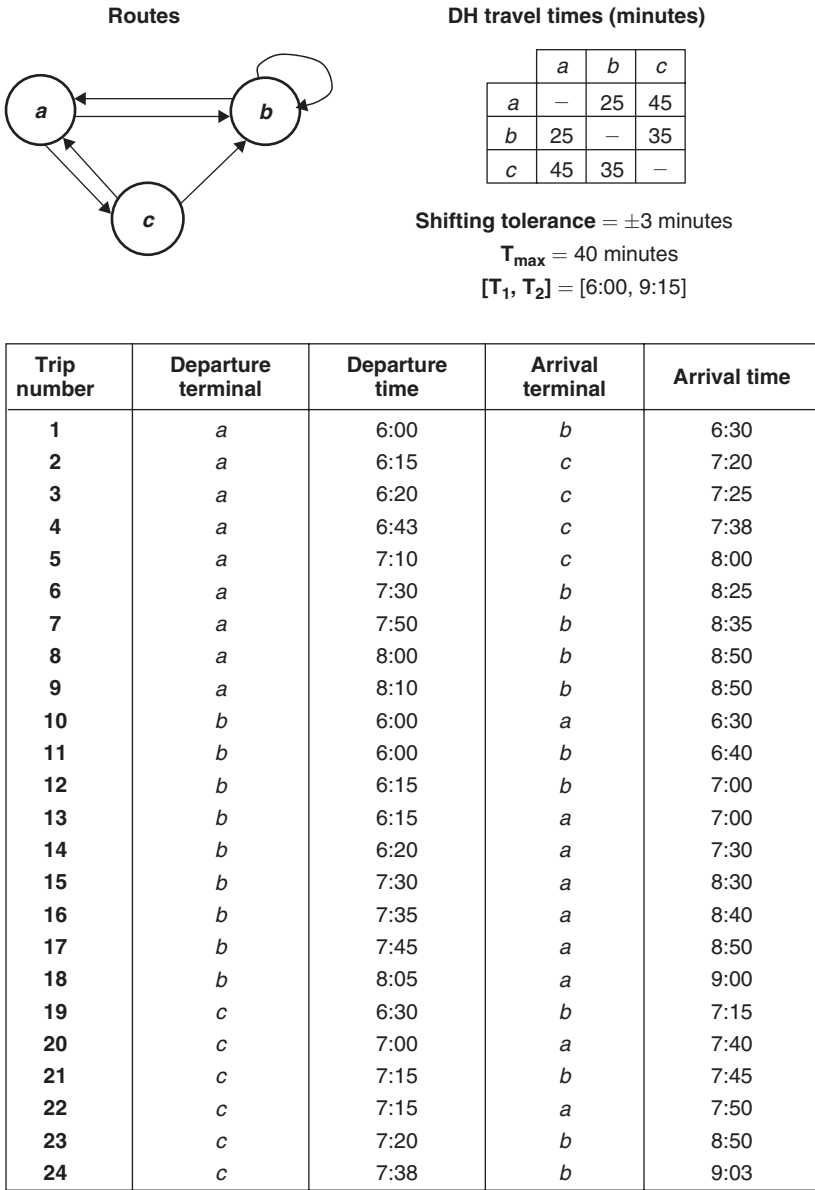 Routes
a
b
c
DH travel times (minutes)
a b c
a – 25 45
b 25 – 35
c 45 35 –
Shifting tolerance = ±3 minutes
Tmax = 40 minutes
[T1, T2] = [6:00, 9:15]
Trip number Departure terminal Departure time Arrival terminal Arrival time
1 a 6:00 b 6:30
2 a 6:15 c 7:20
3 a 6:20 c 7:25
4 a 6:43 c 7:38
5 a 7:10 c 8:00
6 a 7:30 b 8:25
7 a 7:50 b 8:35
8 a 8:00 b 8:50
9 a 8:10 b 8:50
10 b 6:00 a 6:30
11 b 6:00 b 6:40
12 b 6:15 b 7:00
13 b 6:15 a 7:00
14 b 6:20 a 7:30
15 b 7:30 a 8:30
16 b 7:35 a 8:40
17 b 7:45 a 8:50
18 b 8:05 a 9:00
19 c 6:30 b 7:15
20 c 7:00 a 7:40
21 c 7:15 b 7:45
22 c 7:15 a 7:50
23 c 7:20 b 8:50
24 c 7:38 b 9:03